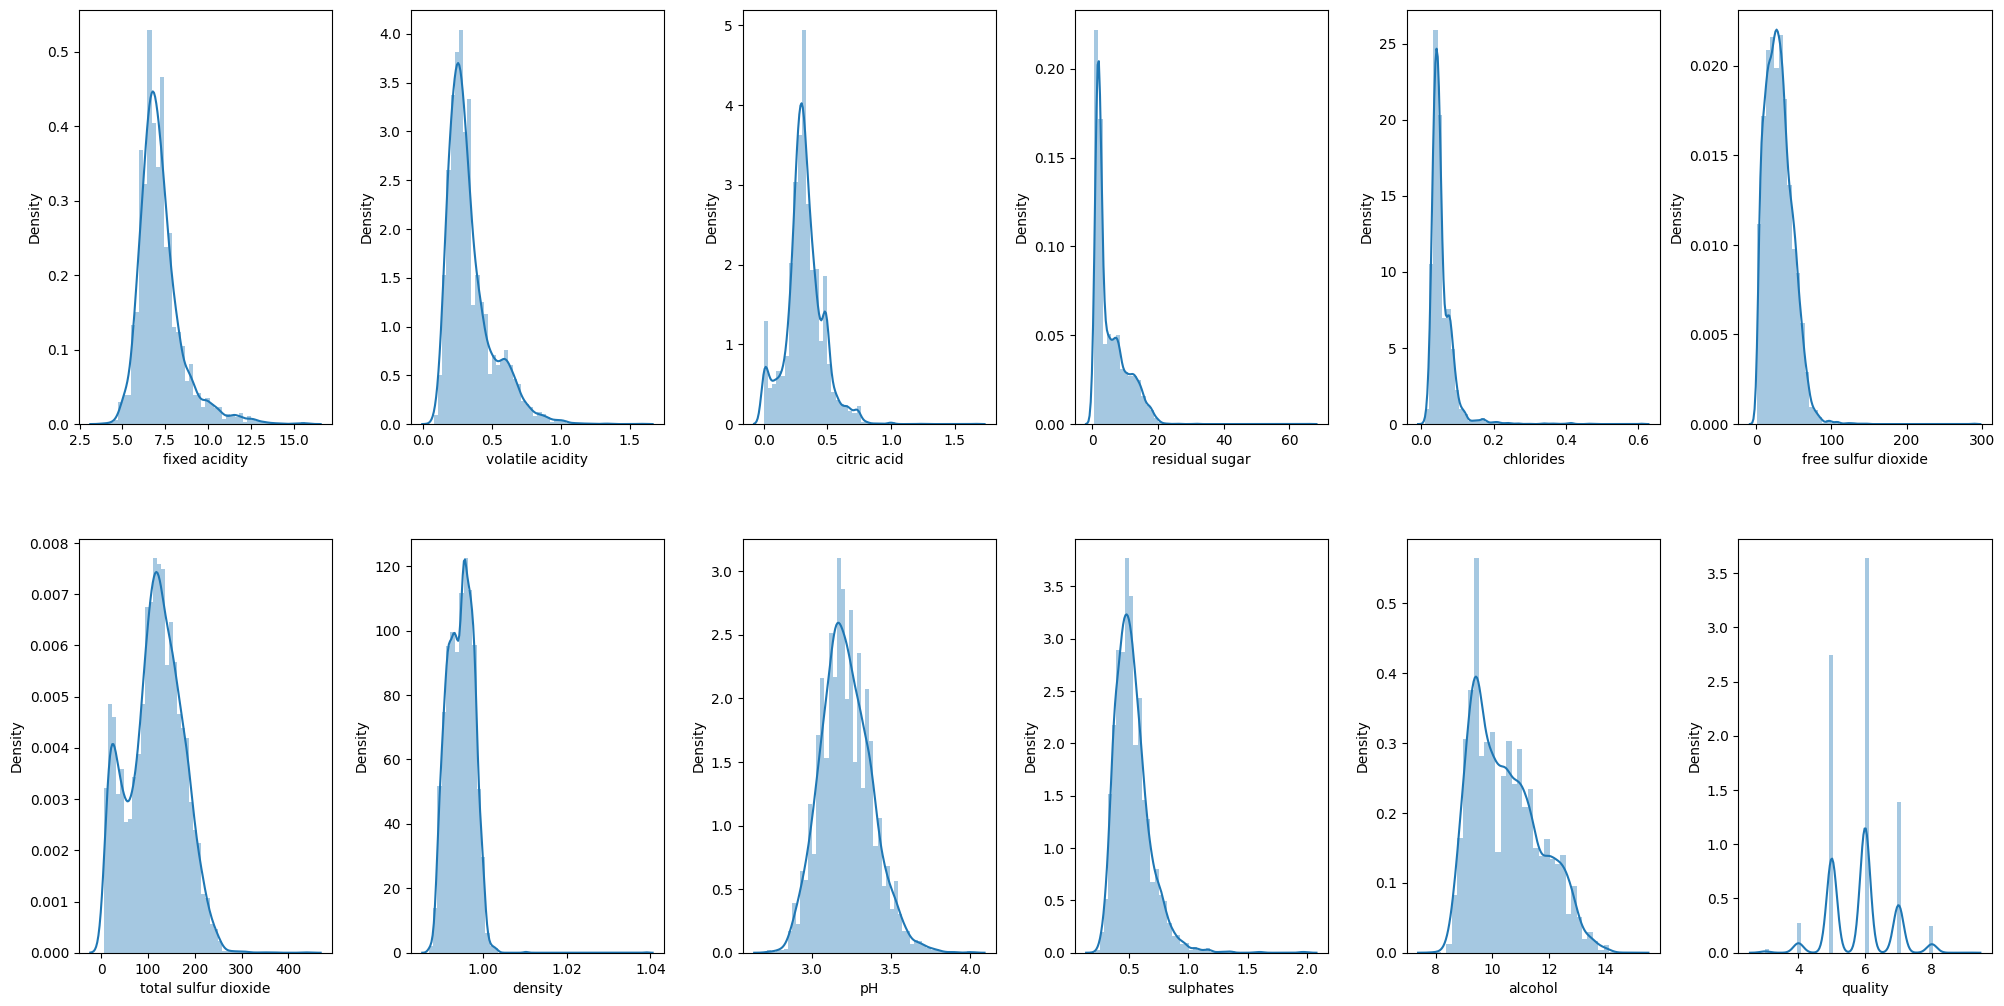 0.5
0.4
0.3
0.2
0.1
0.0
Density
2.5 5.0 7.5 10.0 12.5 15.0
fixed acidity
4.0
3.5
3.0
2.5
2.0
1.5
1.0
0.5
0.0
Density
0.0 0.5 1.0 1.5
volatile acidity
5
4
3
2
1
0
Density
0.0 0.5 1.0 1.5
citric acid
0.20
0.15
0.10
0.05
0.00
Density
0 20 40 60
residual sugar
25
20
15
10
5
0
Density
0.0 0.2 0.4 0.6
chlorides
0.020
0.015
0.010
0.005
0.000
Density
0 100 200 300
free sulfur dioxide
0.008
0.007
0.006
0.005
0.004
0.003
0.002
0.001
0.000
Density
0 100 200 300 400
total sulfur dioxide
120
100
80
60
40
20
0
Density
1.00 1.02 1.04
density
3.0
2.5
2.0
1.5
1.0
0.5
0.0
Density
3.0 3.5 4.0
pH
3.5
3.0
2.5
2.0
1.5
1.0
0.5
0.0
Density
0.5 1.0 1.5 2.0
sulphates
0.5
0.4
0.3
0.2
0.1
0.0
Density
8 10 12 14
alcohol
3.5
3.0
2.5
2.0
1.5
1.0
0.5
0.0
Density
4 6 8
quality